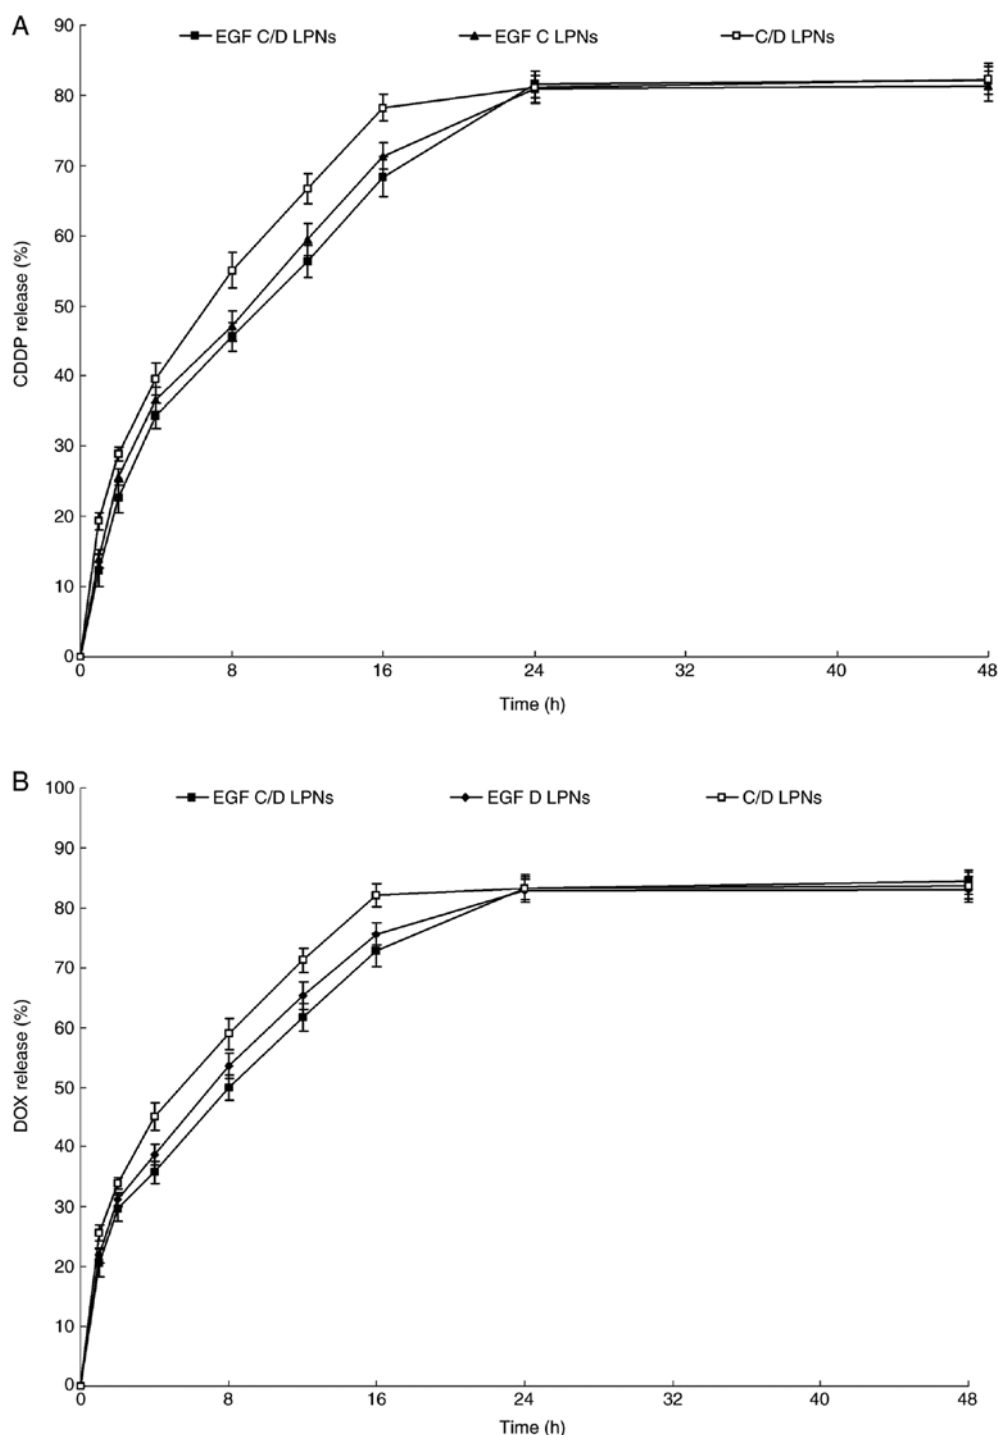 A
90
EGF C/D LPNs EGF C LPNs C/D LPNs
80
70
60
50
40
30
20
10
0
CDDP release (%)
0 8 16 24 32 40 48
Time (h)
B
100
EGF C/D LPNs EGF D LPNs C/D LPNs
90
80
70
60
50
40
30
20
10
0
DOX release (%)
0 8 16 24 32 40 48
Time (h)